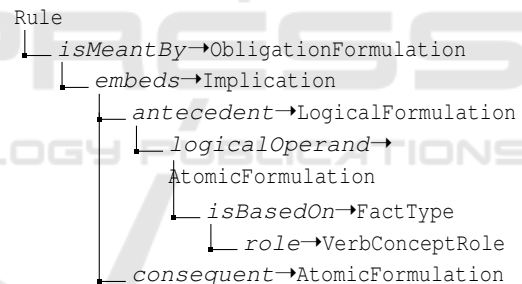 Rule
isMeantBy→ObligationFormulation
embeds→Implication
antecedent→LogicalFormulation
logicalOperand→
AtomicFormulation
isBasedOn→FactType
role→VerbConceptRole
consequent→AtomicFormulation